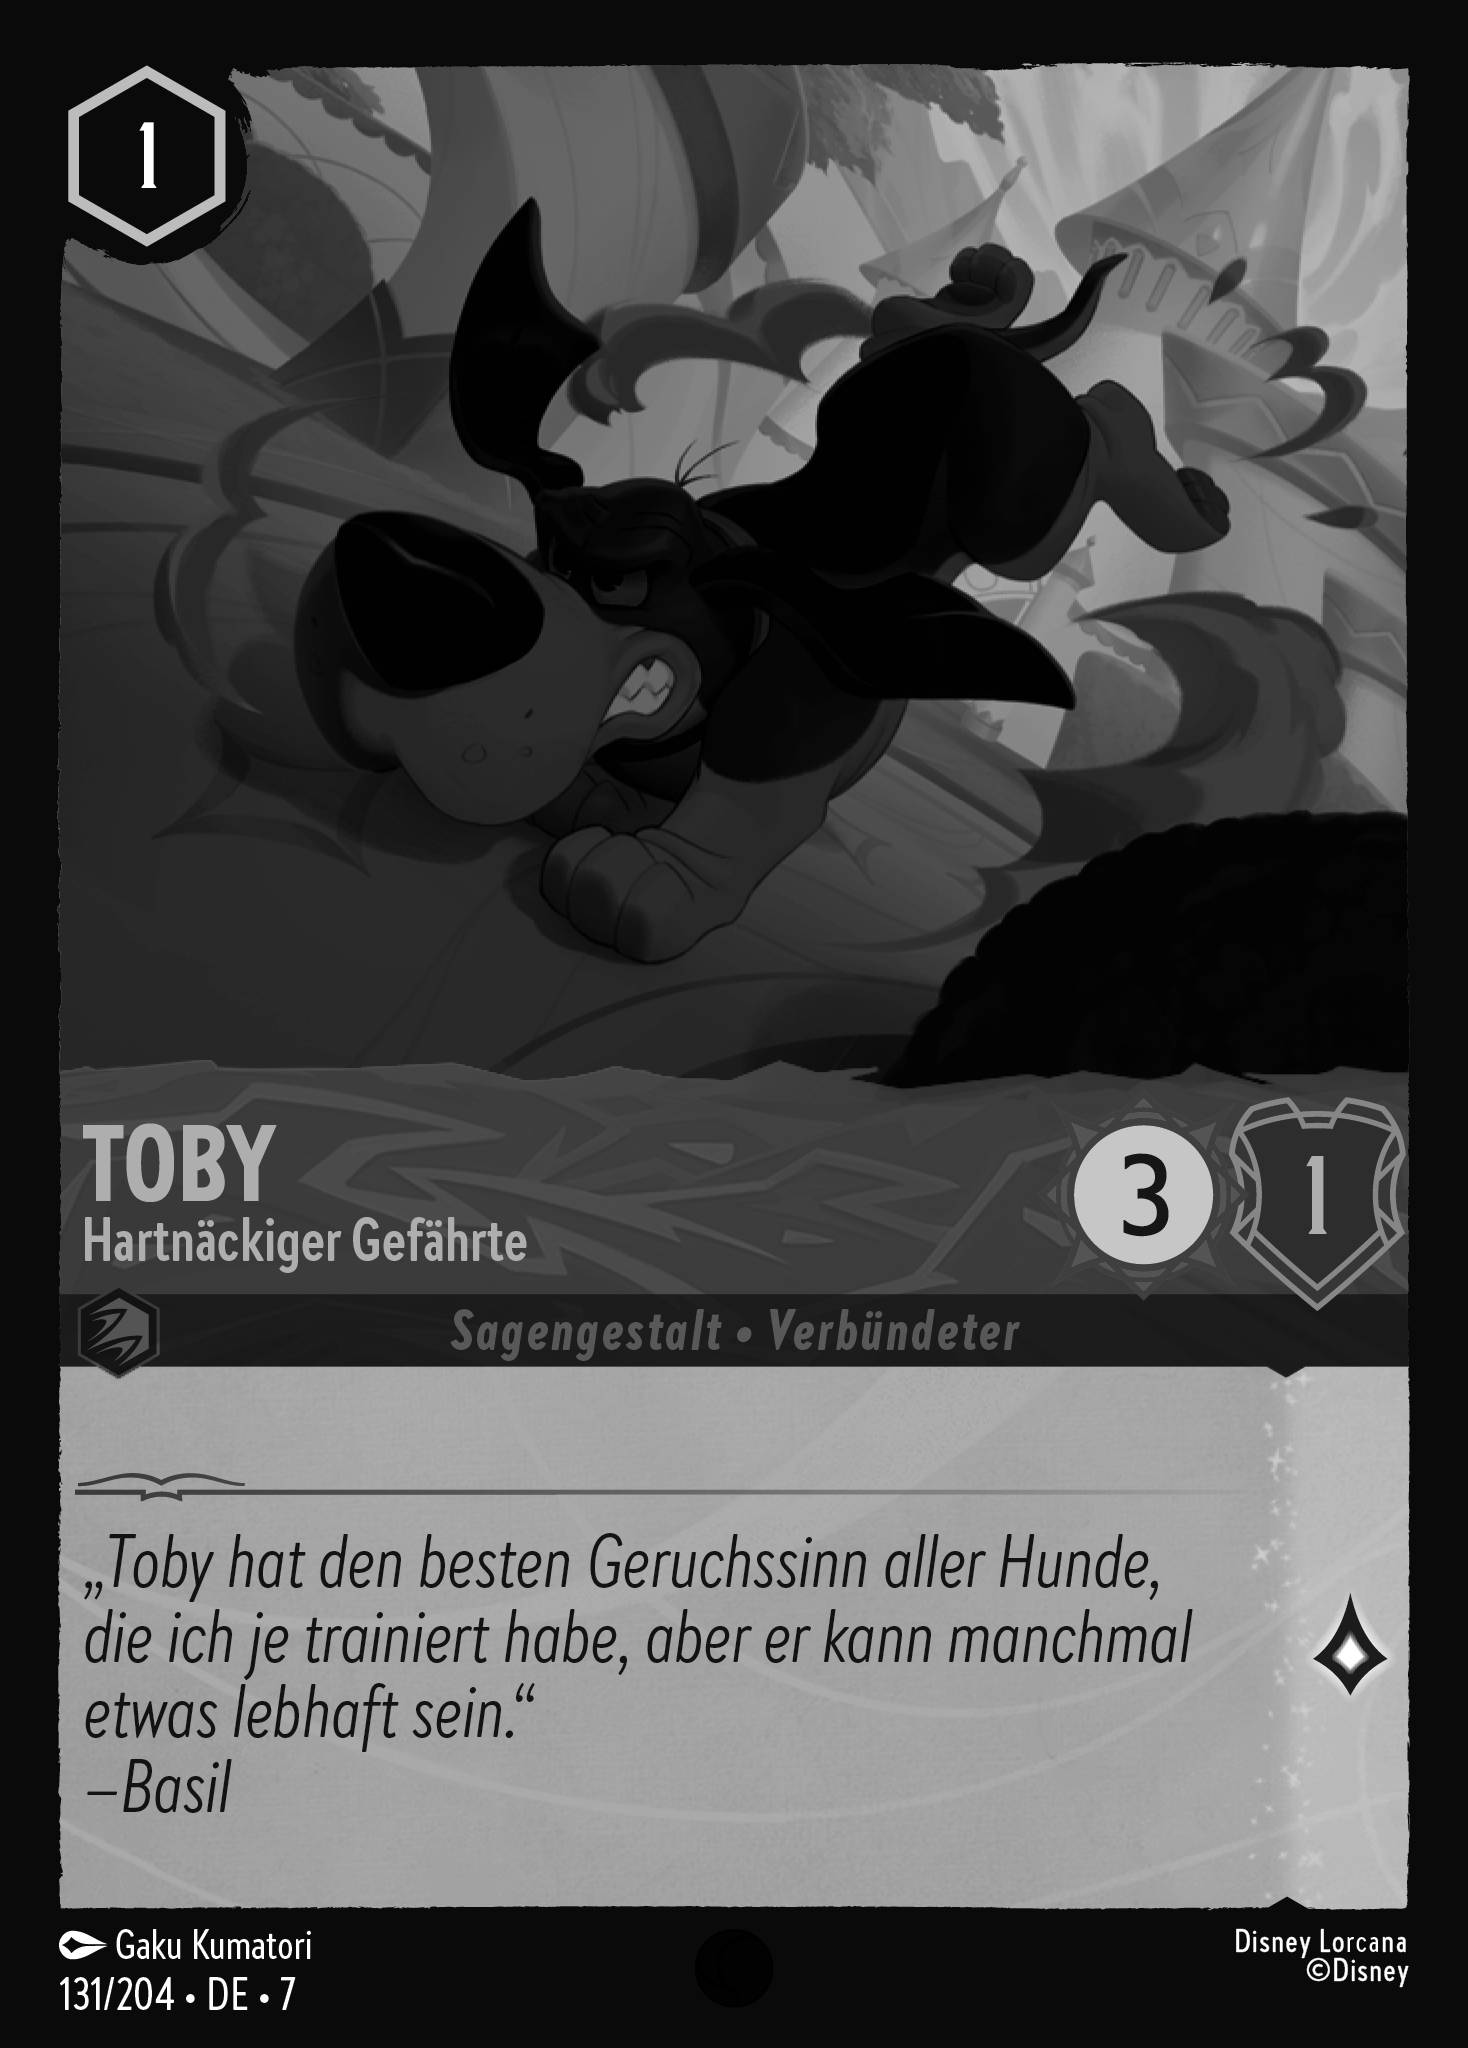 1
TOBY
Hartnäckiger Gefährte
3
1
Sagengestalt • Verbündeter
„Toby hat den besten Geruchssinn aller Hunde,
die ich je trainiert habe, aber er kann manchmal
etwas lebhaft sein.“
–Basil
Gaku Kumatori
131/204 • DE • 7
Disney Lorcana
©Disney